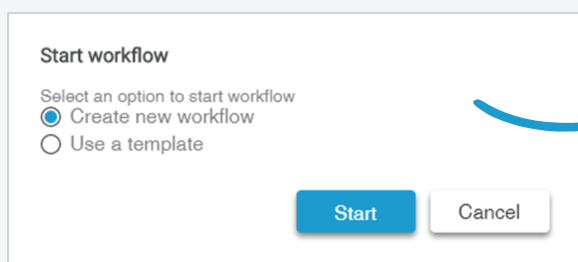 Start workflow
Select an option to start workflow
Create new workflow
Use a template
Start
Cancel